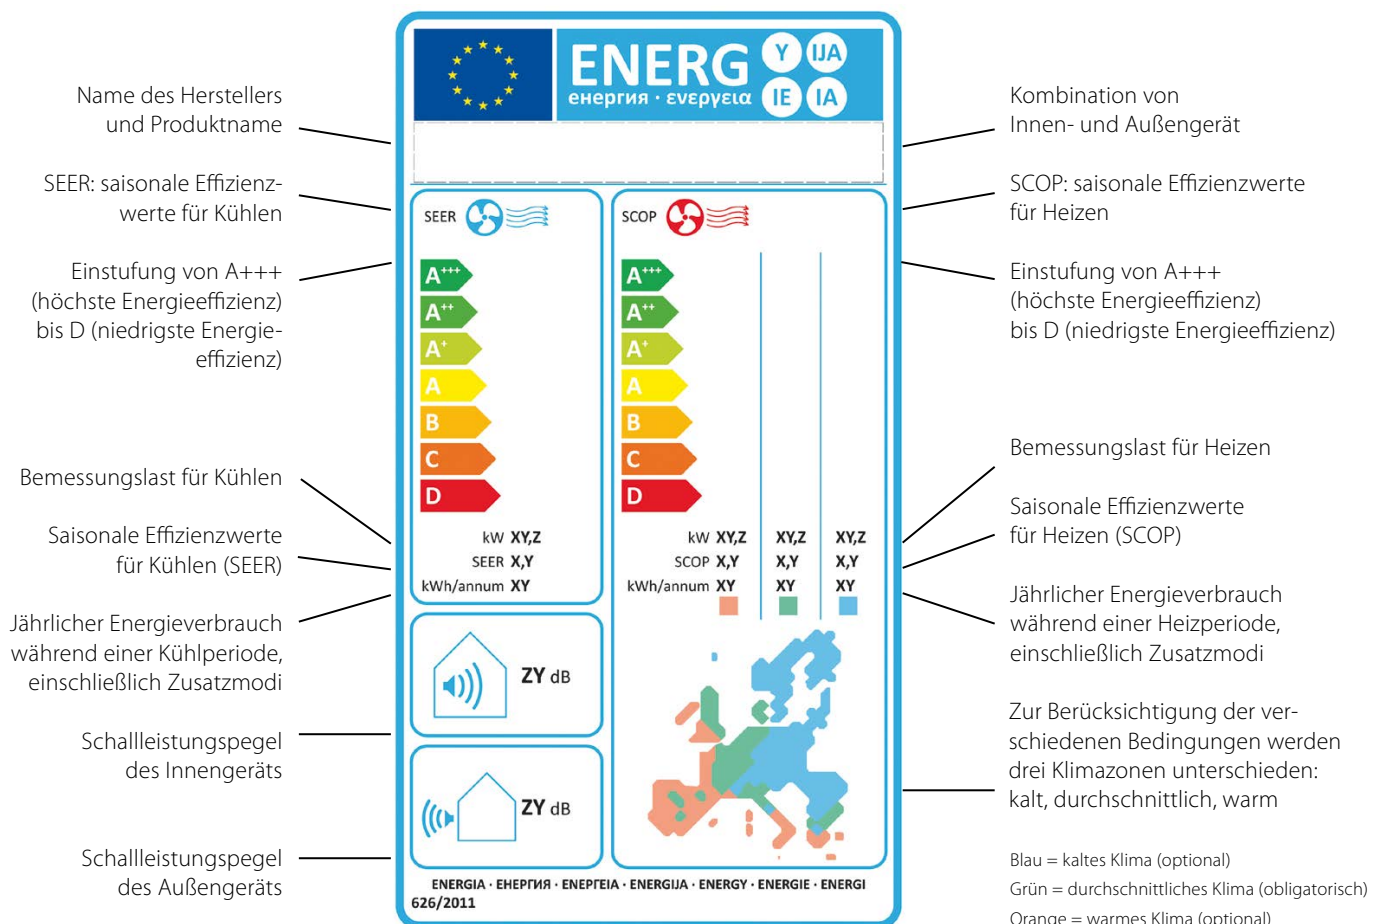 ENERG
Y
IJA
IE
IA
енергия · ενεργεια
Name des Herstellers
und Produktname
SEER: saisonale Effizienz-
werte für Kühlen
Einstufung von A+++
(höchste Energieeffizienz)
bis D (niedrigste Energie-
effizienz)
Bemessungslast für Kühlen
Saisonale Effizienzwerte
für Kühlen (SEER)
Jährlicher Energieverbrauch
während einer Kühlperiode,
einschließlich Zusatzmodi
Schallleistungspegel
des Innengeräts
Schallleistungspegel
des Außengeräts
SEER
A+++
A++
A+
A
B
C
D
kW XY,Z
SEER X,Y
kWh/annum XY
ZY dB
ZY dB
SCOP
A+++
A++
A+
A
B
C
D
kW XY,Z XY,Z XY,Z
SCOP X,Y X,Y X,Y
kWh/annum XY XY XY
ENERGIA · ЕНЕРГИЯ · ΕΝΕΡΓΕΙΑ · ENERGIJA · ENERGY · ENERGIE · ENERGI
626/2011
Kombination von
Innen- und Außengerät
SCOP: saisonale Effizienzwerte
für Heizen
Einstufung von A+++
(höchste Energieeffizienz)
bis D (niedrigste Energieeffizienz)
Bemessungslast für Heizen
Saisonale Effizienzwerte
für Heizen (SCOP)
Jährlicher Energieverbrauch
während einer Heizperiode,
einschließlich Zusatzmodi
Zur Berücksichtigung der ver-
schiedenen Bedingungen werden
drei Klimazonen unterschieden:
kalt, durchschnittlich, warm
Blau = kaltes Klima (optional)
Grün = durchschnittliches Klima (obligatorisch)
Orange = warmes Klima (optional)